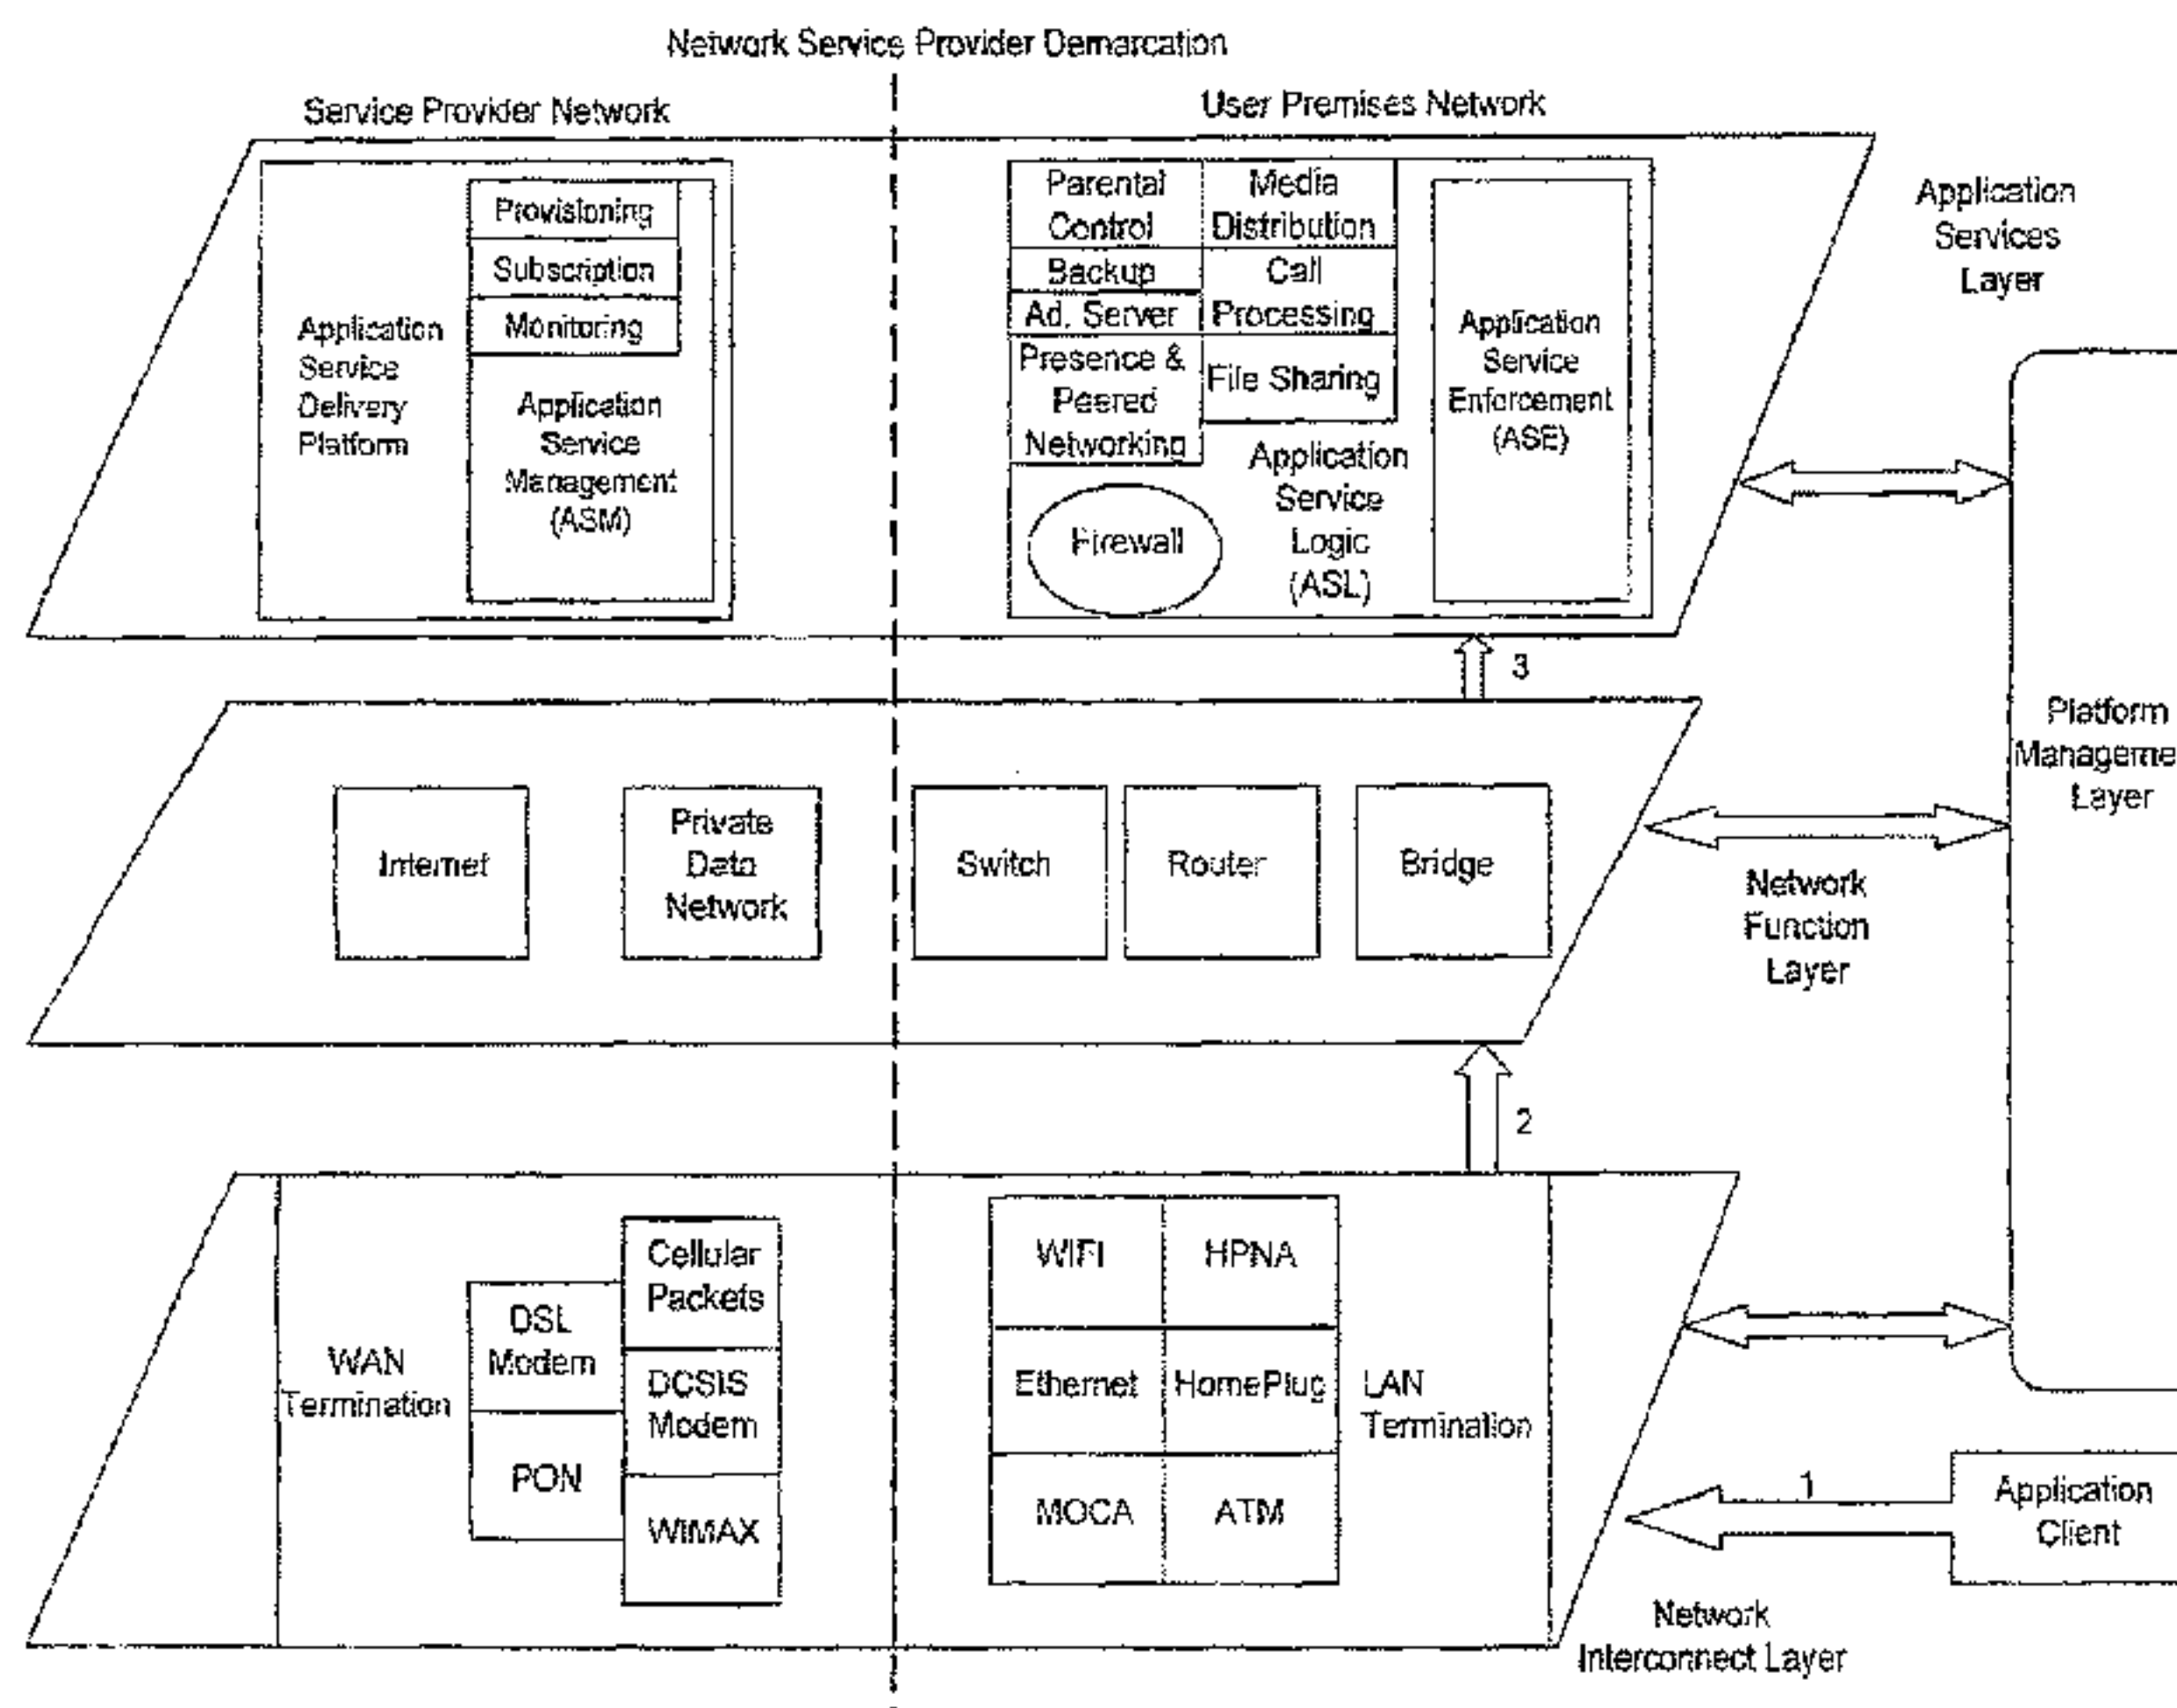 Network Service Provider Demarcation
Service Provider Network
User Premises Network
Provisioning
Subscription
Monitoring
Application
Service
Delivery
Platform
Application
Service
Management
(ASM)
Parental
Control
Media
Distribution
Backup
Call
Processing
Ad. Server
Presence &
Peered
Networking
File Sharing
Application
Service
Logic
(ASL)
Firewall
Application
Service
Enforcement
(ASE)
Application
Services
Layer
3
Internet
Private
Data
Network
Switch
Router
Bridge
Network
Function
Layer
Platform
Manageme
Layer
2
WAN
Termination
DSL
Modem
PON
Cellular
Packets
DCSIS
Modem
WIMAX
WIFI
HPNA
Ethernet
HomePlug
MOCA
ATM
LAN
Termination
1
Application
Client
Network
Interconnect Layer